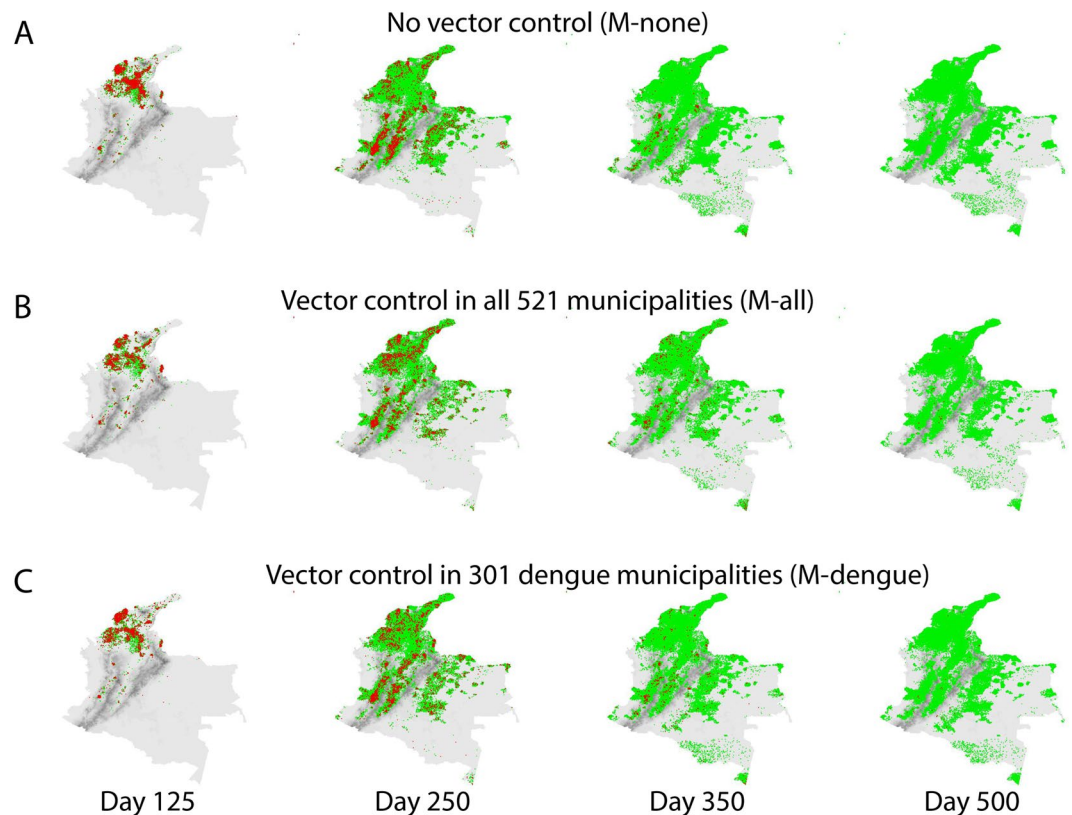 A
No vector control (M-none)
B
Vector control in all 521 municipalities (M-all)
C
Vector control in 301 dengue municipalities (M-dengue)
Day 125
Day 250
Day 350
Day 500